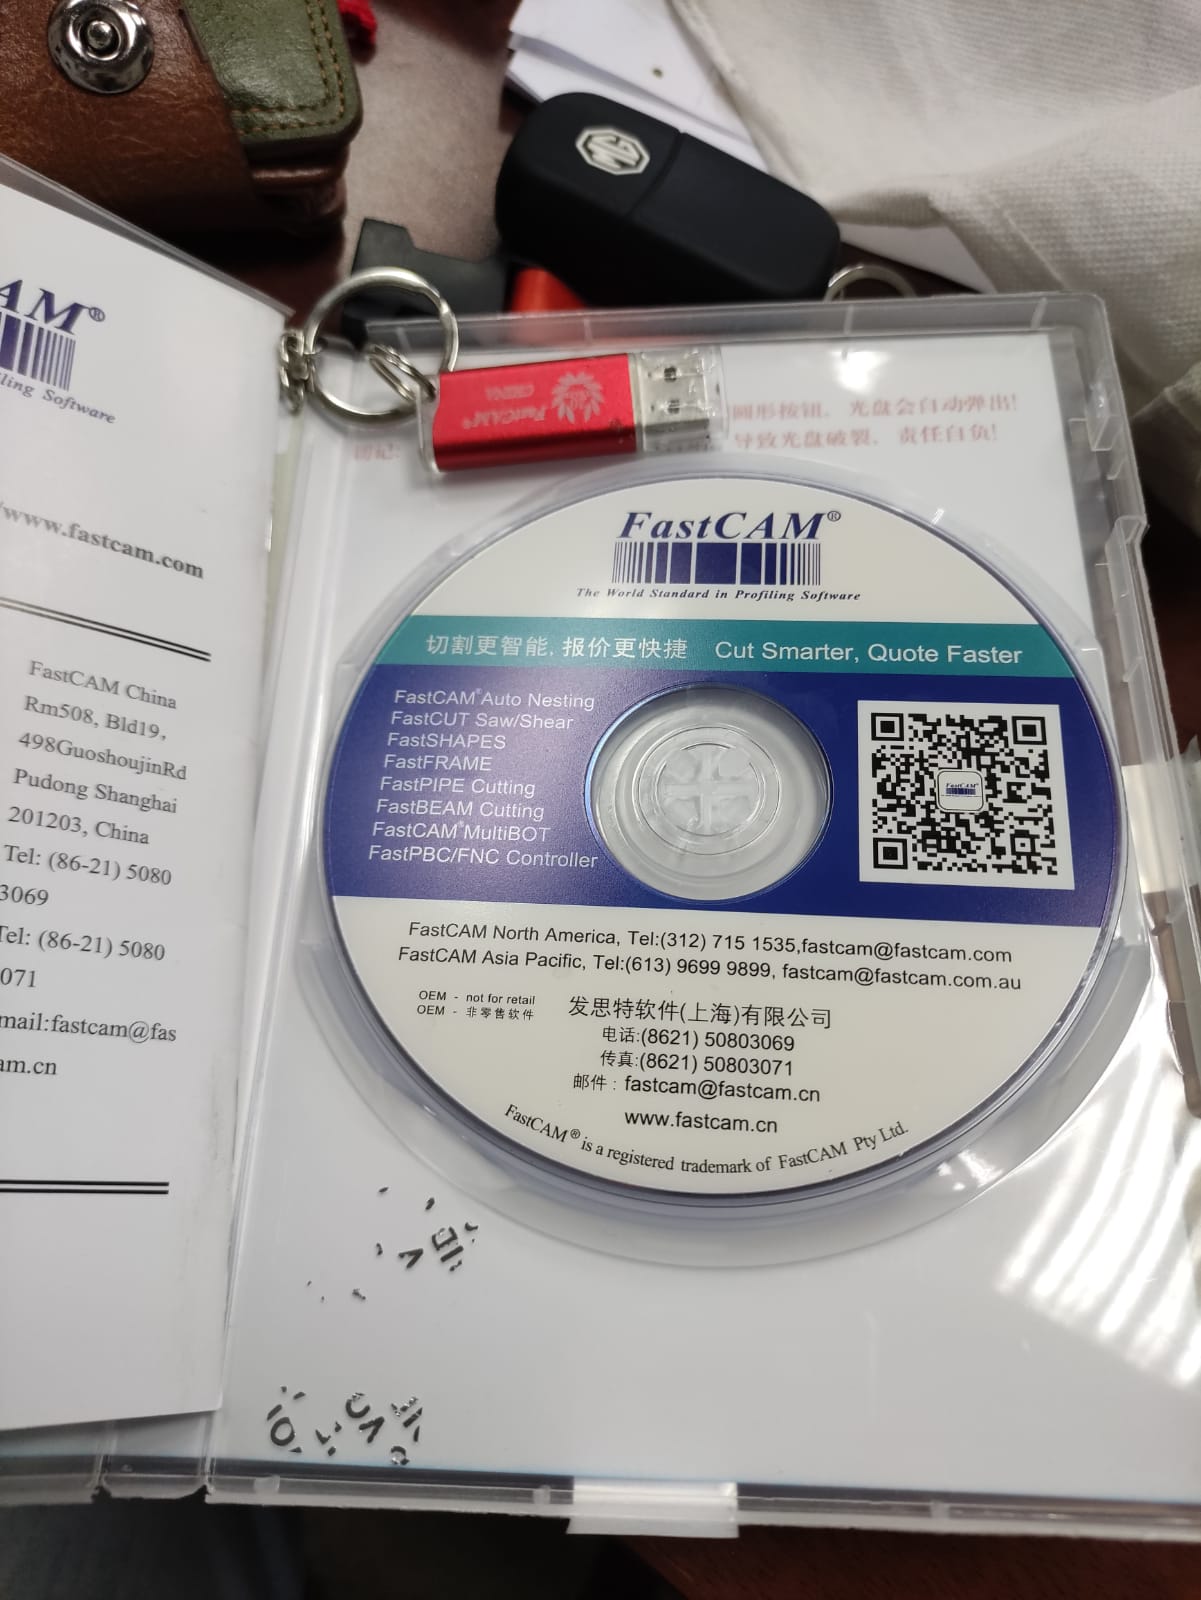 AM®
ling Software
/www.fastcam.com
FastCAM China
Rm508, Bld19,
498GuoshoujinRd
Pudong Shanghai
201203, China
Tel: (86-21) 5080
3069
Tel: (86-21) 5080
071
mail:fastcam@fas
am.cn
FastCAM®
CHINA
圆形按钮, 光盘会自动弹出!
导致光盘破裂, 责任自负!
FastCAM®
The World Standard in Profiling Software
切割更智能, 报价更快捷 Cut Smarter, Quote Faster
FastCAM®Auto Nesting
FastCUT Saw/Shear
FastSHAPES
FastFRAME
FastPIPE Cutting
FastBEAM Cutting
FastCAM®MultiBOT
FastPBC/FNC Controller
FastCAM®
FastCAM North America, Tel:(312) 715 1535,fastcam@fastcam.com
FastCAM Asia Pacific, Tel:(613) 9699 9899, fastcam@fastcam.com.au
OEM - not for retail
OEM - 非零售软件
发思特软件(上海)有限公司
电话:(8621) 50803069
传真:(8621) 50803071
邮件: fastcam@fastcam.cn
www.fastcam.cn
FastCAM® is a registered trademark of FastCAM Pty Ltd.